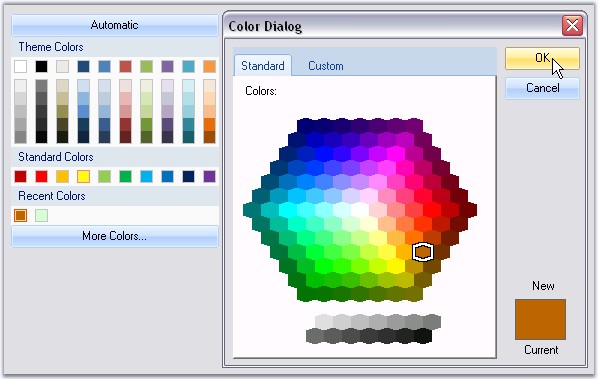 Automatic
Theme Colors
Standard Colors
Recent Colors
More Colors...
Color Dialog
Standard
Custom
Colors:
OK
Cancel
New
Current